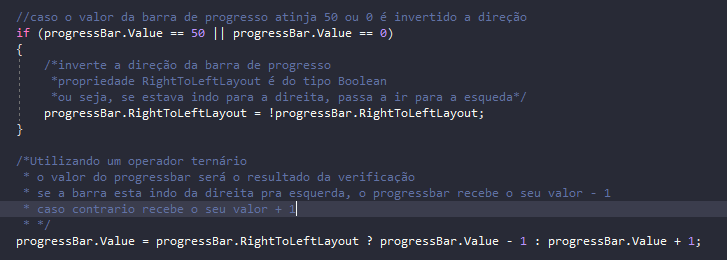 //caso o valor da barra de progresso atinja 50 ou 0 é invertido a direção
if (progressBar.Value == 50 || progressBar.Value == 0)
{
/*inverte a direção da barra de progresso
*propriedade RightToLeftLayout é do tipo Boolean
*ou seja, se estava indo para a direita, passa a ir para a esqueda*/
progressBar.RightToLeftLayout = !progressBar.RightToLeftLayout;
}
/*Utilizando um operador ternário
* o valor do progressbar será o resultado da verificação
* se a barra esta indo da direita pra esquerda, o progressbar recebe o seu valor - 1
* caso contrario recebe o seu valor + 1
* */
progressBar.Value = progressBar.RightToLeftLayout ? progressBar.Value - 1 : progressBar.Value + 1;